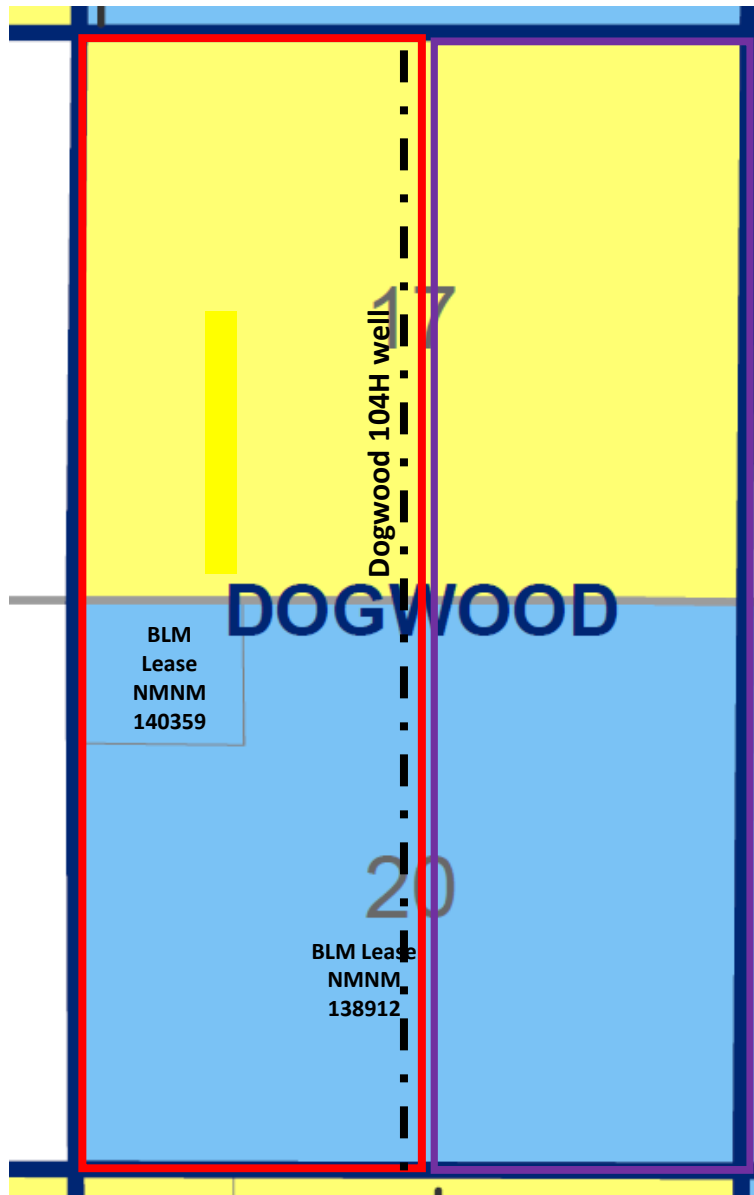 17
Dogwood 104H well
DOGWOOD
BLM
Lease
NMNM
140359
20
BLM Lease
NMNM
138912